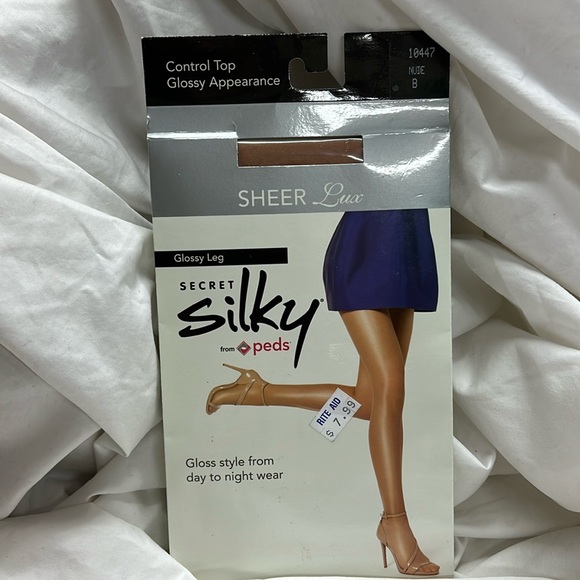 Control Top
Glossy Appearance
10447
NUDE
B
SHEER Lux
Glossy Leg
SECRET
Silky®
from peds®
RITE AID
$ 7.99
Gloss style from
day to night wear